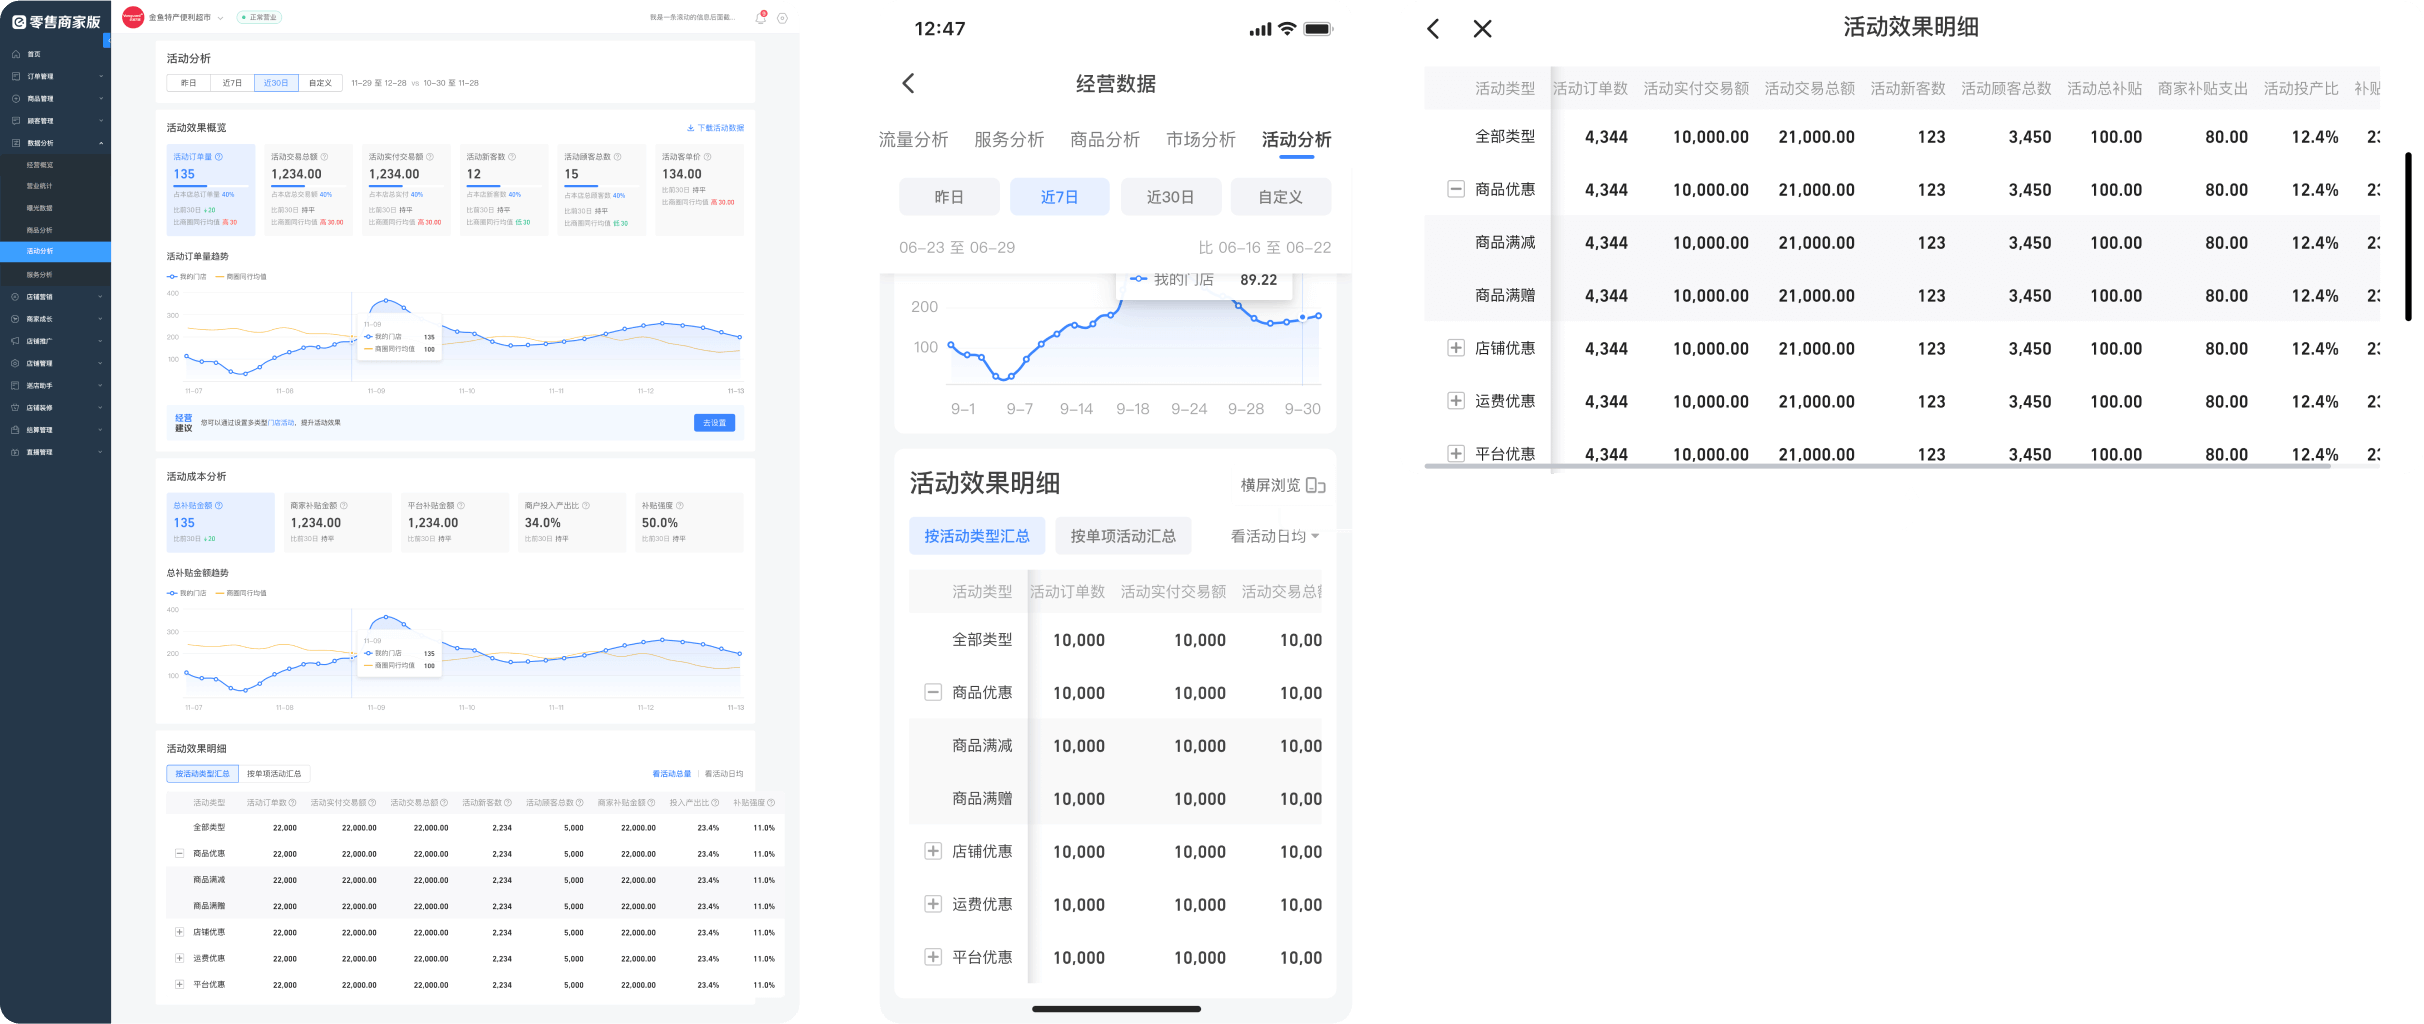 零售商家版
首页
订单管理
商品管理
顾客管理
数据分析
经营概览
营业统计
曝光数据
商品分析
活动分析
服务分析
店铺营销
商家成长
店铺推广
店铺管理
巡店助手
店铺装修
结算管理
直播管理
金鱼特产便利超市 正常营业 我是一条滚动的信息后面截...
活动分析
昨日 近7日 近30日 自定义 11-29 至 12-28 vs 10-30 至 11-28
活动效果概览 下载活动数据
活动订单量 活动交易总额 活动实付交易额 活动新客数 活动顾客总数 活动客单价
135 1,234.00 1,234.00 12 15 134.00
占本店总订单量 40% 占本店总交易额 40% 占本店总实付 40% 占本店新客数 40% 占本店总顾客数 40% 比前30日 持平
比前30日 ↓20 比前30日 持平 比前30日 持平 比前30日 持平 比前30日 持平 比商圈同行均值 高30.00
比商圈同行均值 高30 比商圈同行均值 高30.00 比商圈同行均值 高30.00 比商圈同行均值 低30 比商圈同行均值 低30
活动订单量趋势
我的门店 商圈同行均值
400
300
200
100
11-09
我的门店 135
商圈同行均值 100
11-07 11-08 11-09 11-10 11-11 11-12 11-13
经营
建议
您可以通过设置多类型门店活动，提升活动效果 去设置
活动成本分析
总补贴金额 商家补贴金额 平台补贴金额 商户投入产出比 补贴强度
135 1,234.00 1,234.00 34.0% 50.0%
比前30日 ↓20 比前30日 持平 比前30日 持平 比前30日 持平 比前30日 持平
总补贴金额趋势
我的门店 商圈同行均值
400
300
200
100
11-09
我的门店 135
商圈同行均值 100
11-07 11-08 11-09 11-10 11-11 11-12 11-13
活动效果明细
按活动类型汇总 按单项活动汇总 看活动总量 看活动日均
活动类型 活动订单数 活动实付交易额 活动交易总额 活动新客数 活动顾客总数 商家补贴金额 投入产出比 补贴强度
全部类型 22,000 22,000.00 22,000.00 2,234 5,000 22,000.00 23.4% 11.0%
商品优惠 22,000 22,000.00 22,000.00 2,234 5,000 22,000.00 23.4% 11.0%
商品满减 22,000 22,000.00 22,000.00 2,234 5,000 22,000.00 23.4% 11.0%
商品满赠 22,000 22,000.00 22,000.00 2,234 5,000 22,000.00 23.4% 11.0%
店铺优惠 22,000 22,000.00 22,000.00 2,234 5,000 22,000.00 23.4% 11.0%
运费优惠 22,000 22,000.00 22,000.00 2,234 5,000 22,000.00 23.4% 11.0%
平台优惠 22,000 22,000.00 22,000.00 2,234 5,000 22,000.00 23.4% 11.0%
12:47
经营数据
流量分析 服务分析 商品分析 市场分析 活动分析
昨日 近7日 近30日 自定义
06-23 至 06-29 比 06-16 至 06-22
我的门店 89.22
200
100
9-1 9-7 9-14 9-18 9-24 9-28 9-30
活动效果明细 横屏浏览
按活动类型汇总 按单项活动汇总 看活动日均
活动类型 活动订单数 活动实付交易额 活动交易总
全部类型 10,000 10,000 10,00
商品优惠 10,000 10,000 10,00
商品满减 10,000 10,000 10,00
商品满赠 10,000 10,000 10,00
店铺优惠 10,000 10,000 10,00
运费优惠 10,000 10,000 10,00
平台优惠 10,000 10,000 10,00
活动效果明细
活动类型 活动订单数 活动实付交易额 活动交易总额 活动新客数 活动顾客总数 活动总补贴 商家补贴支出 活动投产比 补贴
全部类型 4,344 10,000.00 21,000.00 123 3,450 100.00 80.00 12.4% 2
商品优惠 4,344 10,000.00 21,000.00 123 3,450 100.00 80.00 12.4% 2
商品满减 4,344 10,000.00 21,000.00 123 3,450 100.00 80.00 12.4% 2
商品满赠 4,344 10,000.00 21,000.00 123 3,450 100.00 80.00 12.4% 2
店铺优惠 4,344 10,000.00 21,000.00 123 3,450 100.00 80.00 12.4% 2
运费优惠 4,344 10,000.00 21,000.00 123 3,450 100.00 80.00 12.4% 2
平台优惠 4,344 10,000.00 21,000.00 123 3,450 100.00 80.00 12.4% 2